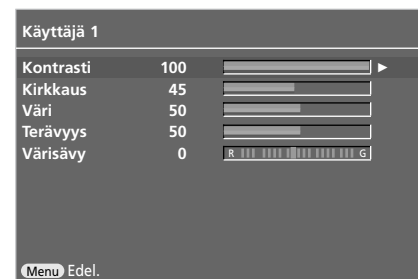 Käyttäjä 1
Kontrasti 100
Kirkkaus 45
Väri 50
Terävyys 50
Värisävy 0 R G
Menu Edel.